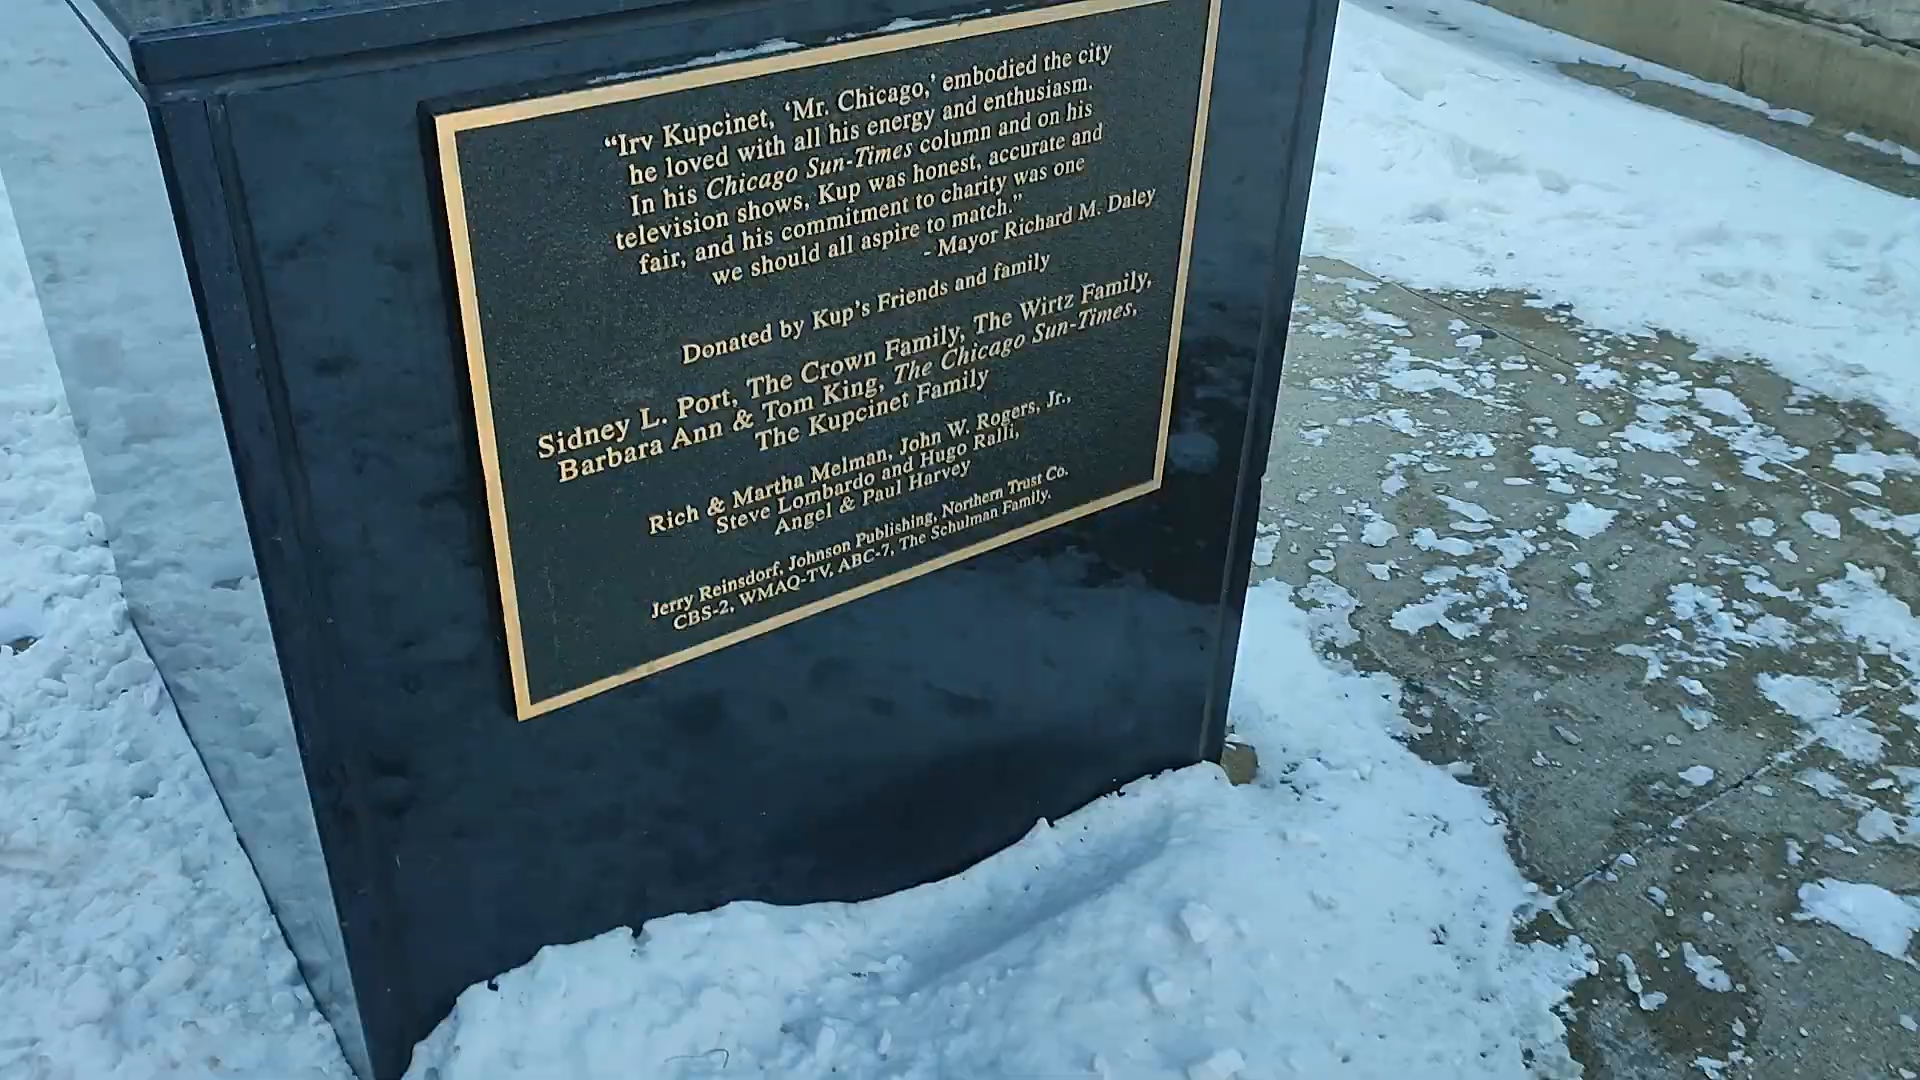 “Irv Kupcinet, ‘Mr. Chicago,’ embodied the city
he loved with all his energy and enthusiasm.
In his Chicago Sun-Times column and on his
television shows, Kup was honest, accurate and
fair, and his commitment to charity was one
we should all aspire to match.”
- Mayor Richard M. Daley
Donated by Kup’s Friends and family
Sidney L. Port, The Crown Family, The Wirtz Family,
Barbara Ann & Tom King, The Chicago Sun-Times,
The Kupcinet Family
Rich & Martha Melman, John W. Rogers, Jr.,
Steve Lombardo and Hugo Ralli,
Angel & Paul Harvey
Jerry Reinsdorf, Johnson Publishing, Northern Trust Co.
CBS-2, WMAQ-TV, ABC-7, The Schulman Family.